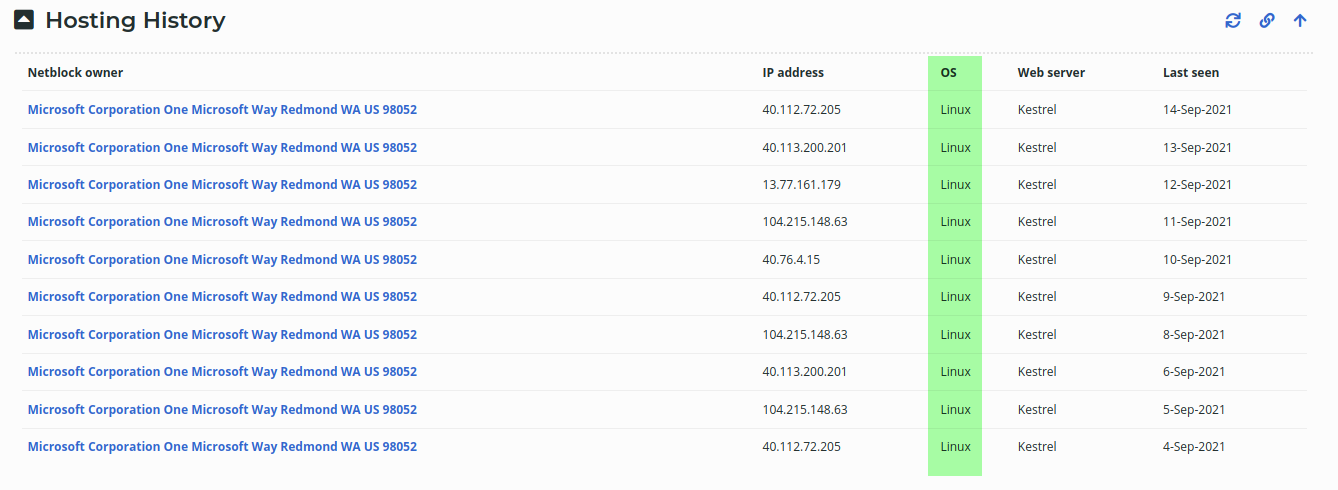 Hosting History
Netblock owner IP address OS Web server Last seen
Microsoft Corporation One Microsoft Way Redmond WA US 98052 40.112.72.205 Linux Kestrel 14-Sep-2021
Microsoft Corporation One Microsoft Way Redmond WA US 98052 40.113.200.201 Linux Kestrel 13-Sep-2021
Microsoft Corporation One Microsoft Way Redmond WA US 98052 13.77.161.179 Linux Kestrel 12-Sep-2021
Microsoft Corporation One Microsoft Way Redmond WA US 98052 104.215.148.63 Linux Kestrel 11-Sep-2021
Microsoft Corporation One Microsoft Way Redmond WA US 98052 40.76.4.15 Linux Kestrel 10-Sep-2021
Microsoft Corporation One Microsoft Way Redmond WA US 98052 40.112.72.205 Linux Kestrel 9-Sep-2021
Microsoft Corporation One Microsoft Way Redmond WA US 98052 104.215.148.63 Linux Kestrel 8-Sep-2021
Microsoft Corporation One Microsoft Way Redmond WA US 98052 40.113.200.201 Linux Kestrel 6-Sep-2021
Microsoft Corporation One Microsoft Way Redmond WA US 98052 104.215.148.63 Linux Kestrel 5-Sep-2021
Microsoft Corporation One Microsoft Way Redmond WA US 98052 40.112.72.205 Linux Kestrel 4-Sep-2021